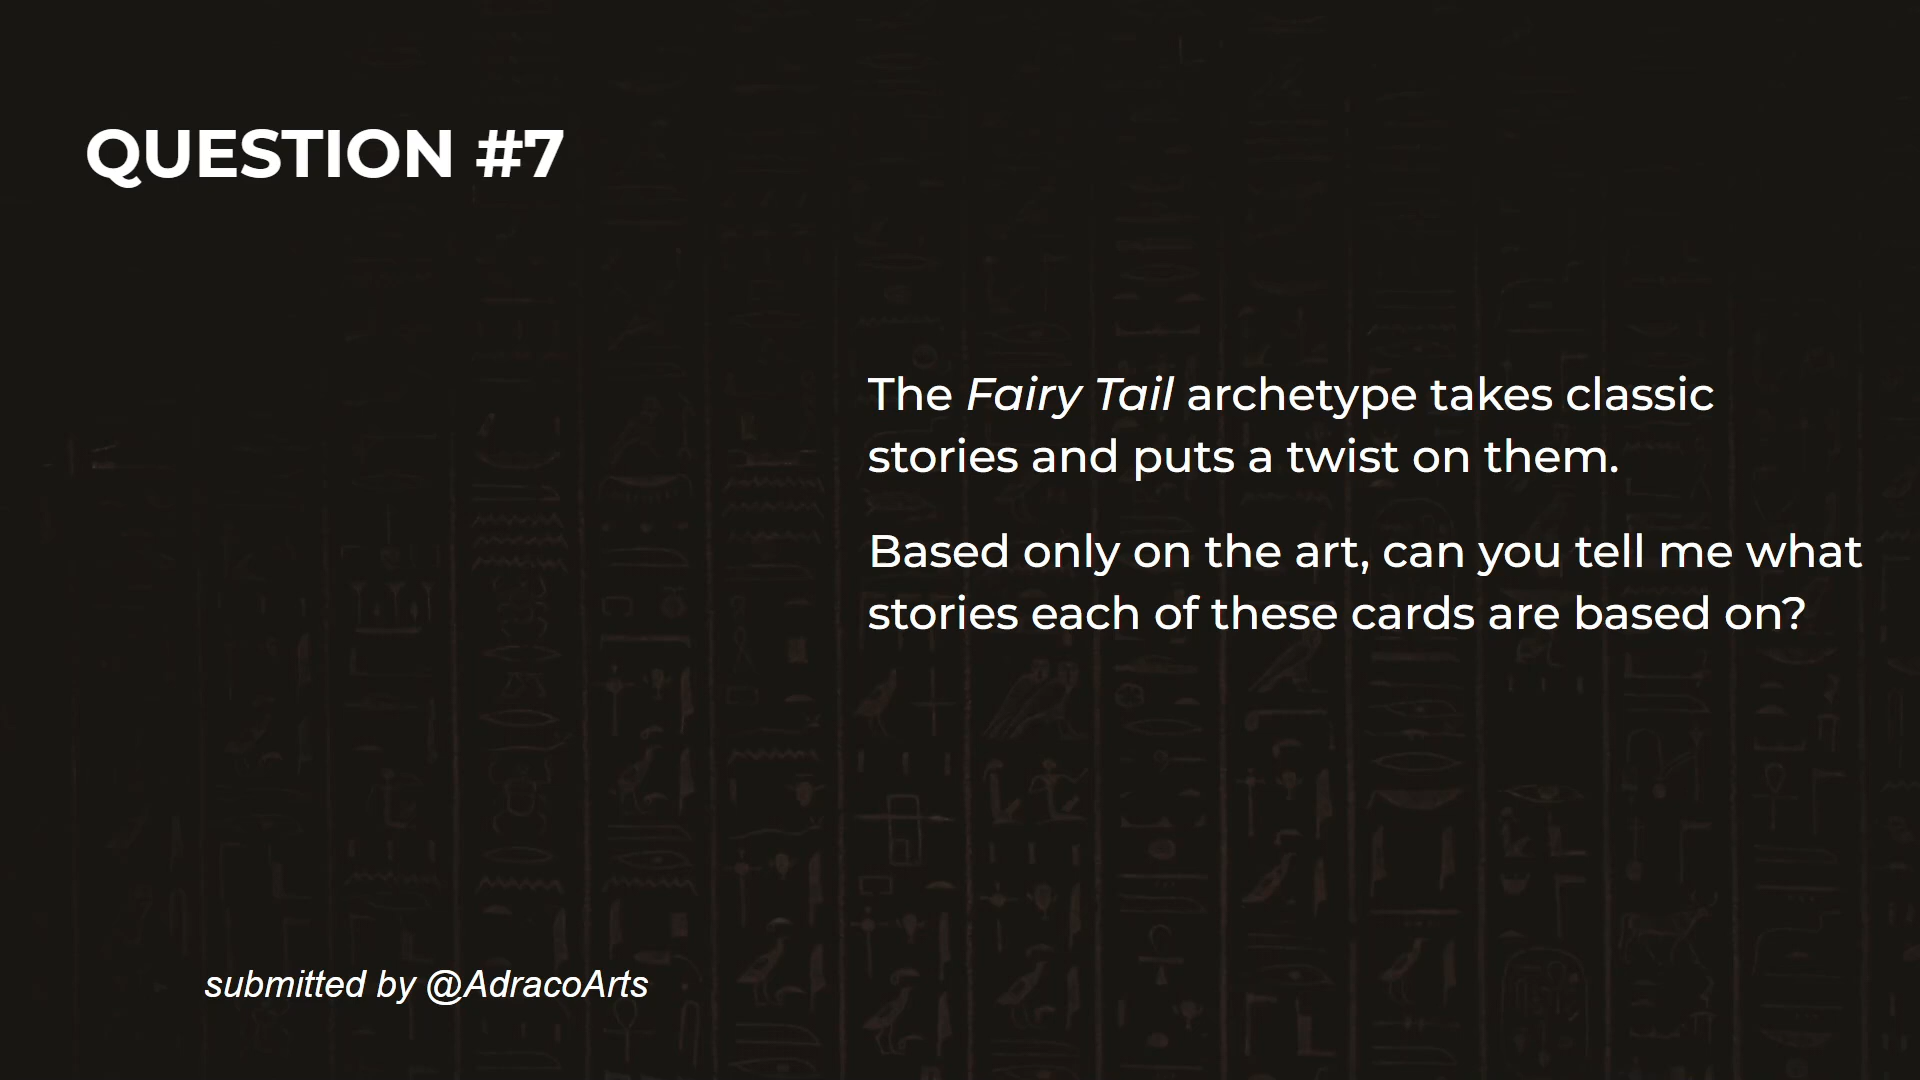 QUESTION #7
The Fairy Tail archetype takes classic
stories and puts a twist on them.
Based only on the art, can you tell me what
stories each of these cards are based on?
submitted by @AdracoArts